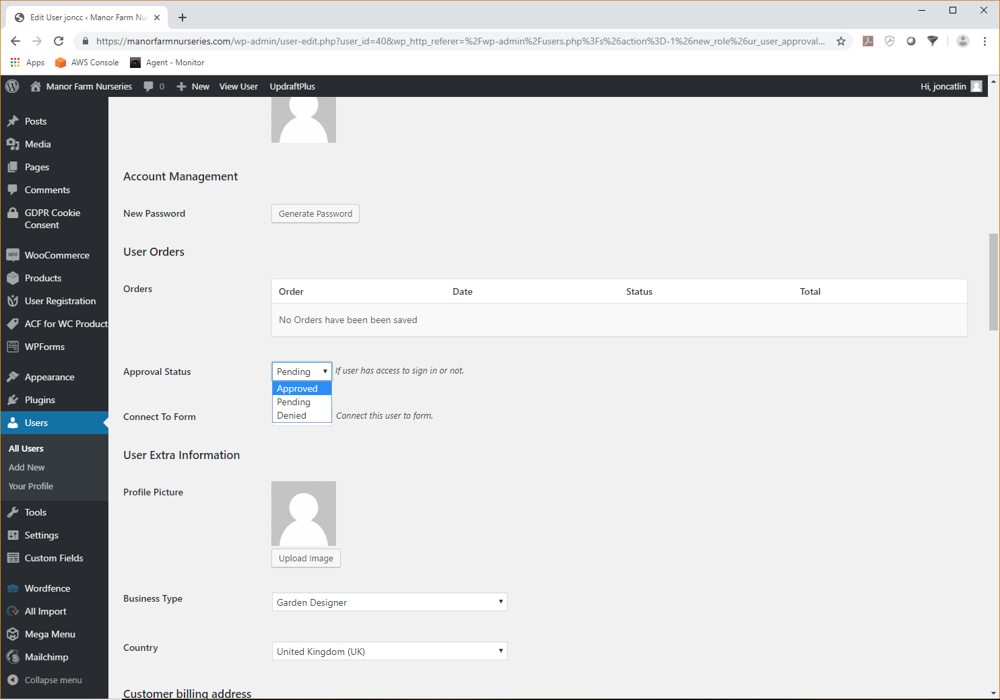 Edit User joncc ‹ Manor Farm Nu
https://manorfarmnurseries.com/wp-admin/user-edit.php?user_id=40&wp_http_referer=%2Fwp-admin%2Fusers.php%3Fs%26action%3D-1%26new_role%26ur_user_approval...
Apps AWS Console Agent - Monitor
Manor Farm Nurseries 0 New View User UpdraftPlus Hi, joncatlin
Posts
Media
Pages
Comments
GDPR Cookie
Consent
WooCommerce
Products
User Registration
ACF for WC Product
WPForms
Appearance
Plugins
Users
All Users
Add New
Your Profile
Tools
Settings
Custom Fields
Wordfence
All Import
Mega Menu
Mailchimp
Collapse menu
Account Management
New Password Generate Password
User Orders
Orders
Order Date Status Total
No Orders have been been saved
Approval Status Pending If user has access to sign in or not.
Approved
Pending
Denied
Connect To Form Connect this user to form.
User Extra Information
Profile Picture
Upload Image
Business Type Garden Designer
Country United Kingdom (UK)
Customer billing address